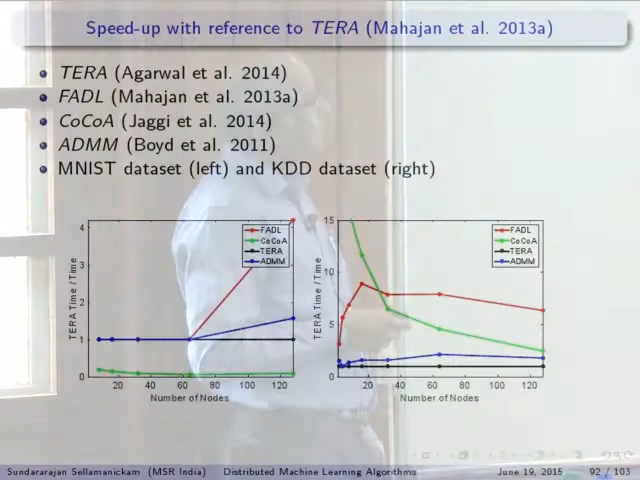 Speed-up with reference to TERA (Mahajan et al. 2013a)
TERA (Agarwal et al. 2014)
FADL (Mahajan et al. 2013a)
CoCoA (Jaggi et al. 2014)
ADMM (Boyd et al. 2011)
MNIST dataset (left) and KDD dataset (right)
4
3
2
1
0
TERA Time / Time
FADL
CoCoA
TERA
ADMM
20 40 60 80 100 120
Number of Nodes
15
10
5
0
TERA Time / Time
FADL
CoCoA
TERA
ADMM
20 40 60 80 100 120
Number of Nodes
Sundararajan Sellamanickam (MSR India) Distributed Machine Learning Algorithms June 19, 2015 92 / 103